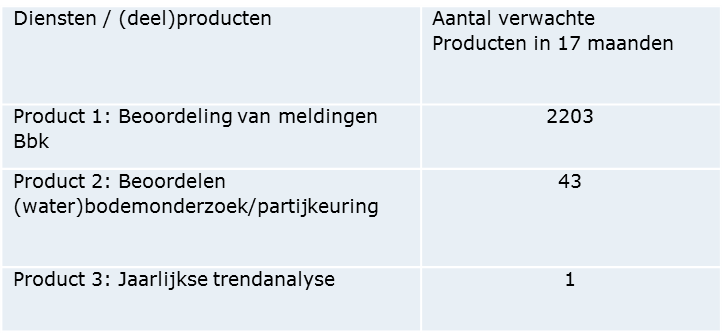 Diensten / (deel)producten
Aantal verwachte
Producten in 17 maanden
Product 1: Beoordeling van meldingen
Bbk
2203
Product 2: Beoordelen
(water)bodemonderzoek/partijkeuring
43
Product 3: Jaarlijkse trendanalyse
1